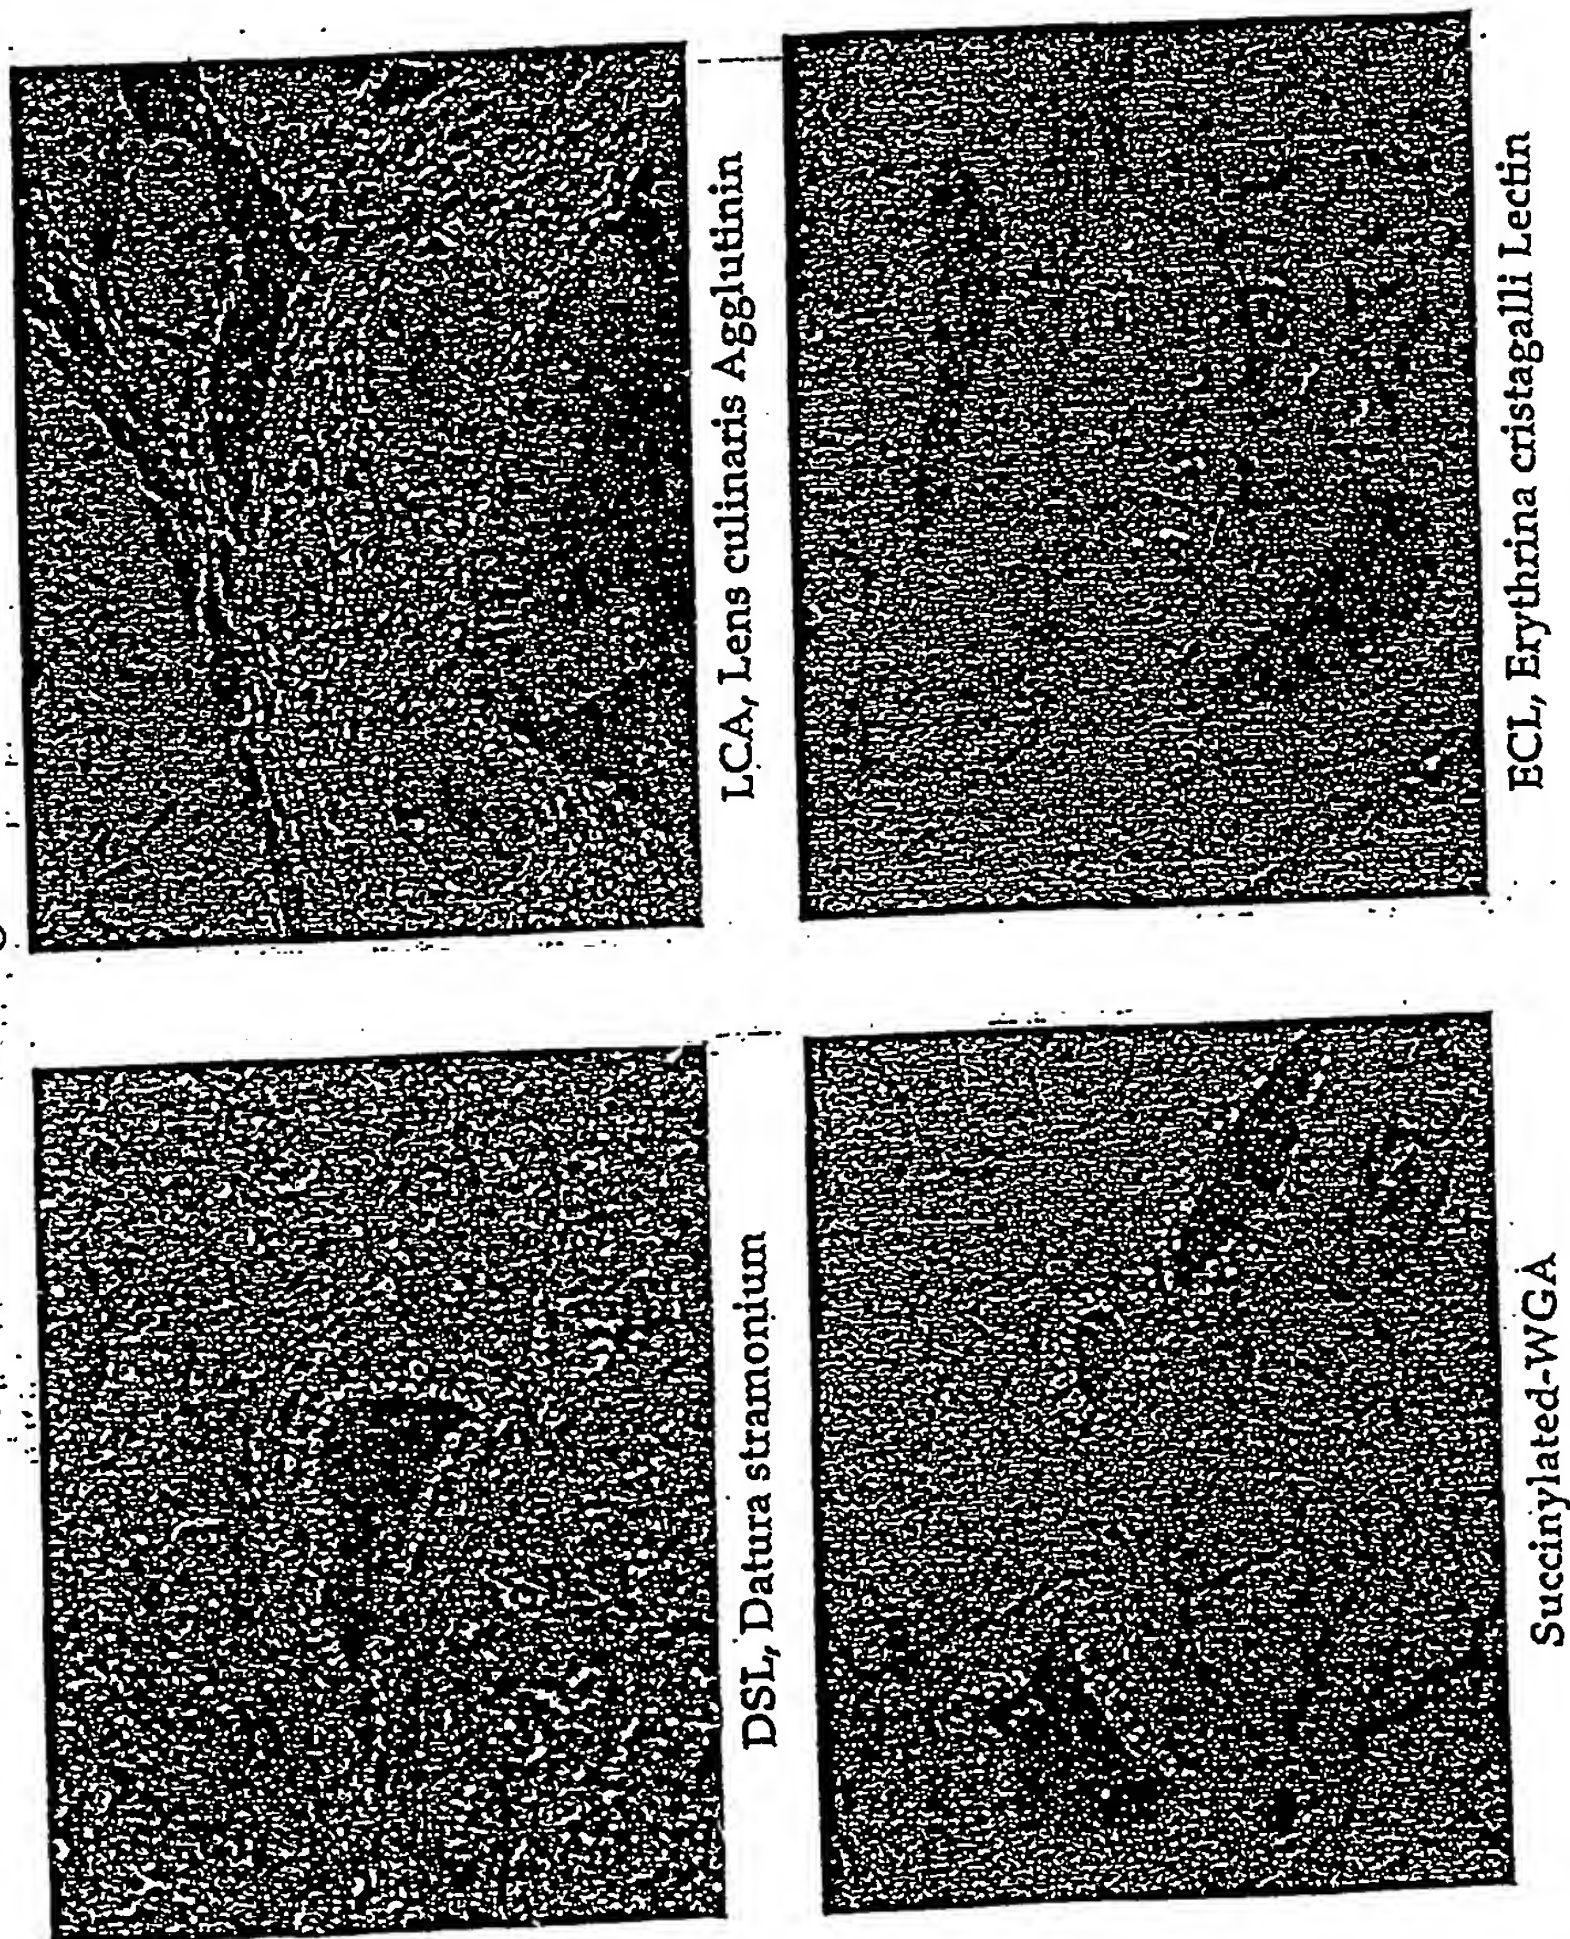 DSL, Datura stramonium
LCA, Lens culinaris Agglutinin
Succinylated-WGA
ECL, Erythrina cristagalli Lectin